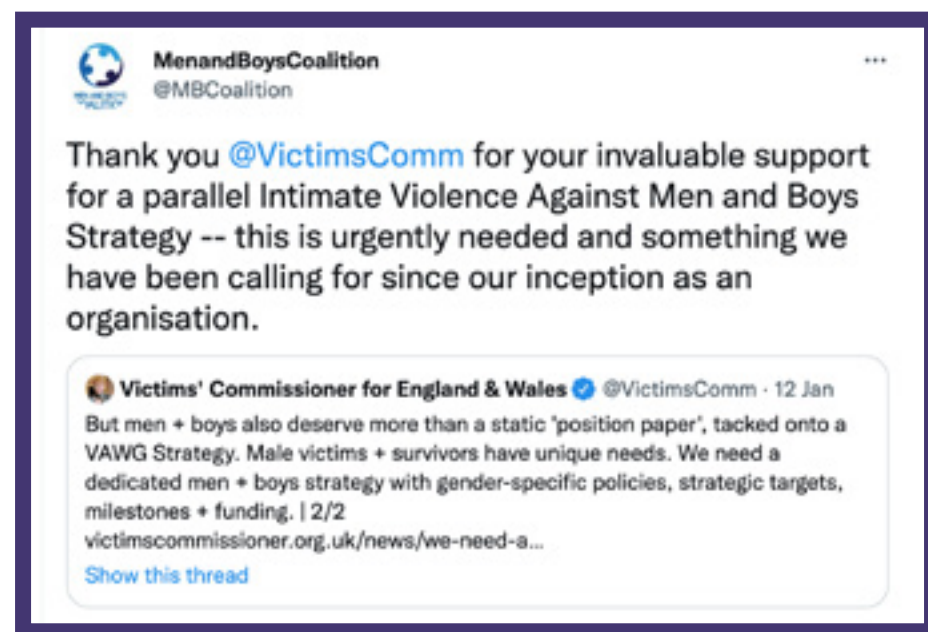 MenandBoysCoalition
@MBCoalition
Thank you @VictimsComm for your invaluable support
for a parallel Intimate Violence Against Men and Boys
Strategy -- this is urgently needed and something we
have been calling for since our inception as an
organisation.
Victims' Commissioner for England & Wales @VictimsComm · 12 Jan
But men + boys also deserve more than a static 'position paper', tacked onto a
VAWG Strategy. Male victims + survivors have unique needs. We need a
dedicated men + boys strategy with gender-specific policies, strategic targets,
milestones + funding. | 2/2
victimscommissioner.org.uk/news/we-need-a...
Show this thread